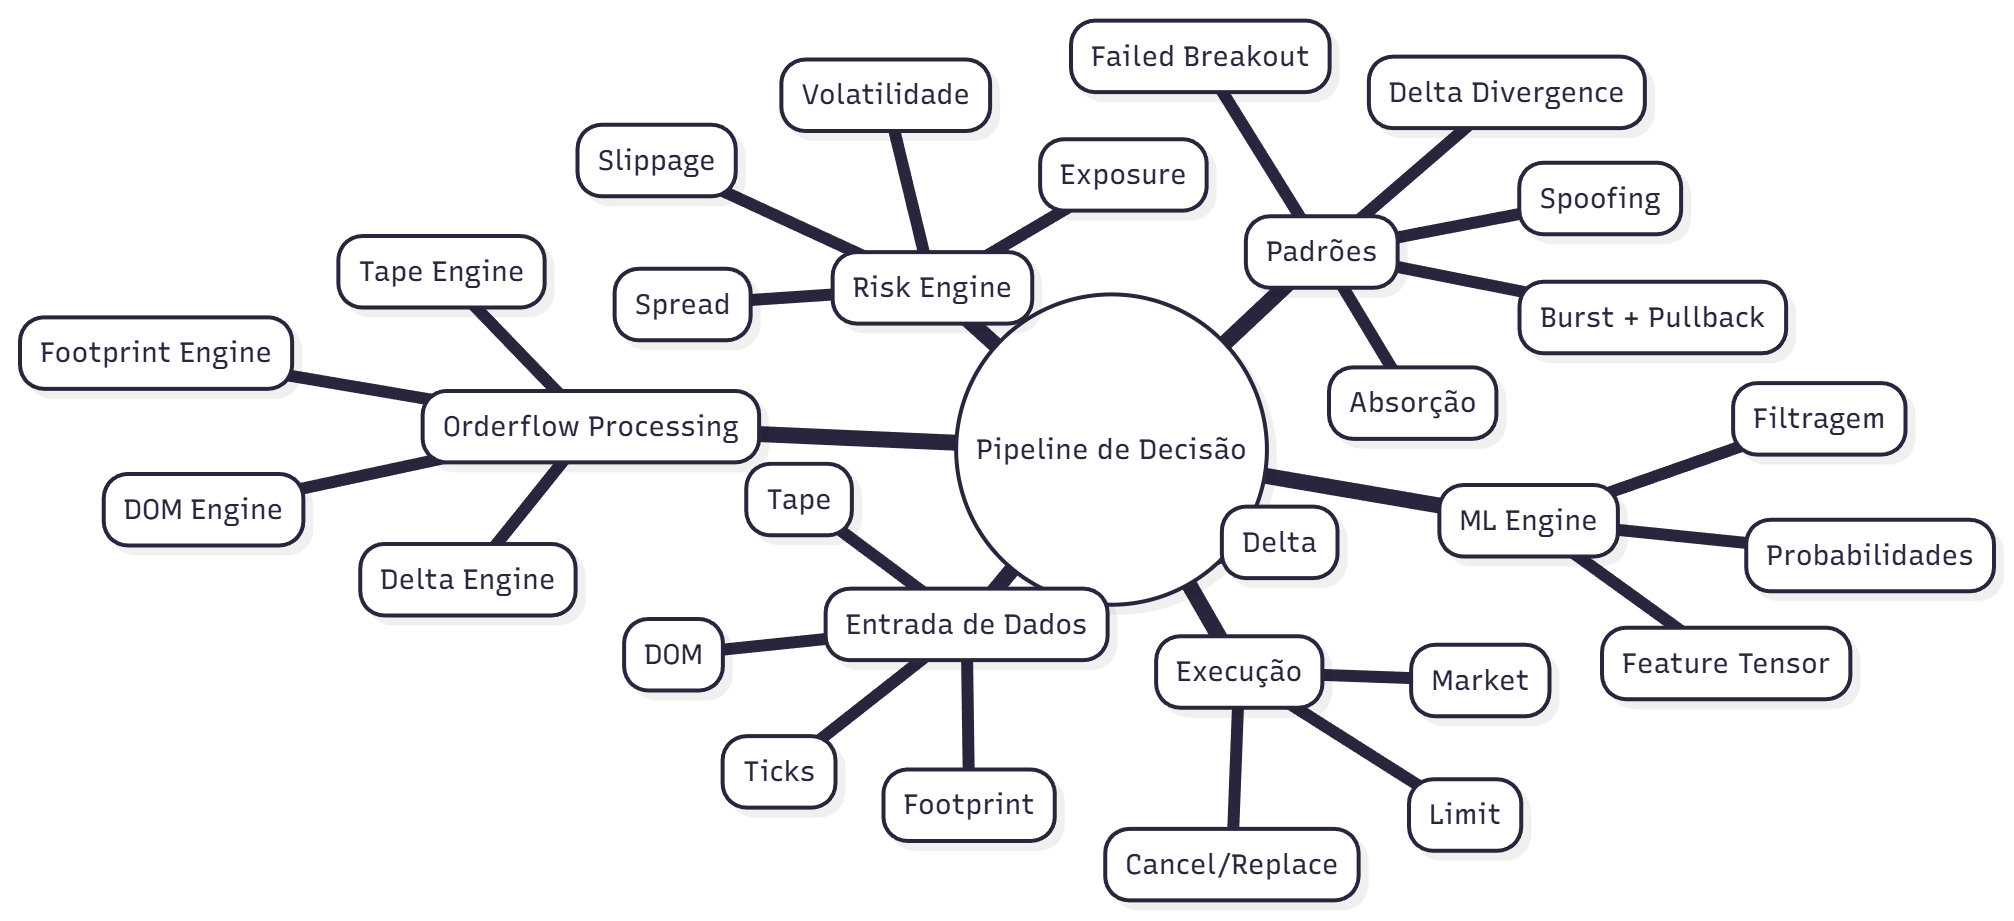 Failed Breakout
Volatilidade
Delta Divergence
Slippage
Exposure
Spoofing
Padrões
Tape Engine
Risk Engine
Spread
Burst + Pullback
Footprint Engine
Absorção
Filtragem
Orderflow Processing
Pipeline de Decisão
Tape
DOM Engine
ML Engine
Delta
Probabilidades
Delta Engine
Entrada de Dados
DOM
Execução
Market
Feature Tensor
Ticks
Footprint
Limit
Cancel/Replace